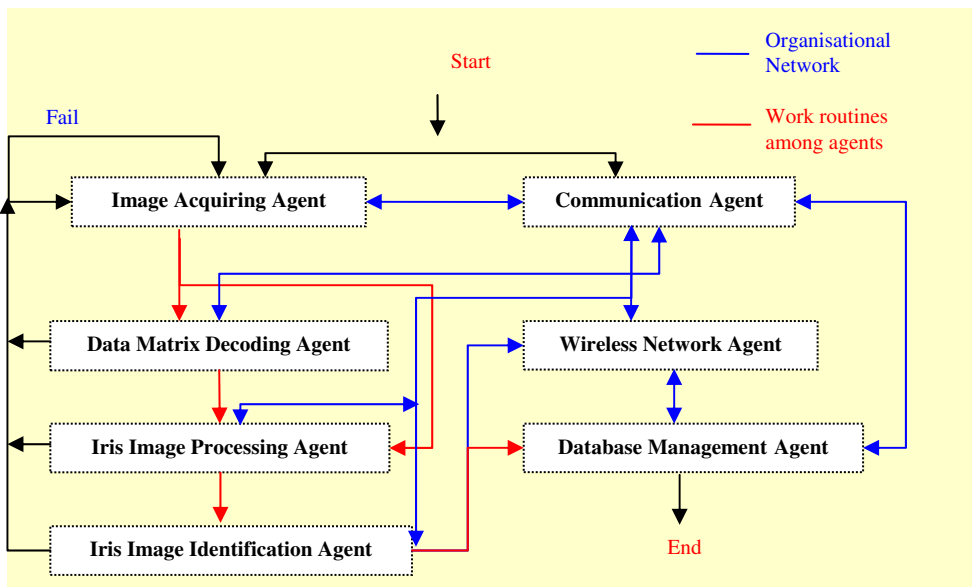 Organisational
Network
Start
Work routines
among agents
Fail
Image Acquiring Agent
Communication Agent
Data Matrix Decoding Agent
Wireless Network Agent
Iris Image Processing Agent
Database Management Agent
Iris Image Identification Agent
End